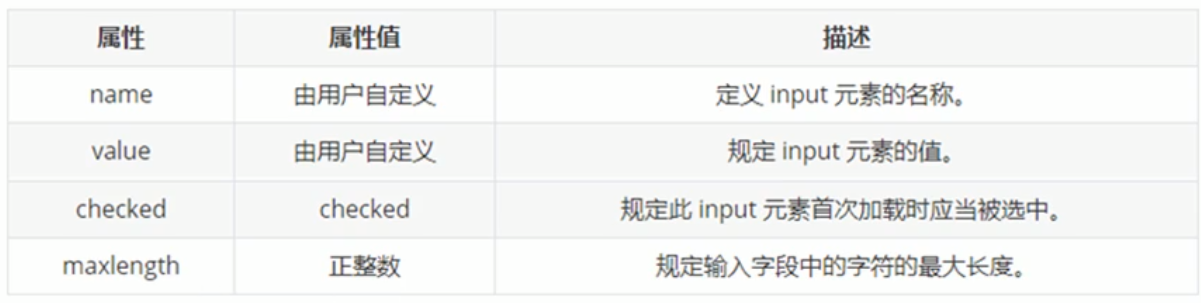 属性 属性值 描述
name 由用户自定义 定义 input 元素的名称。
value 由用户自定义 规定 input 元素的值。
checked checked 规定此 input 元素首次加载时应当被选中。
maxlength 正整数 规定输入字段中的字符的最大长度。